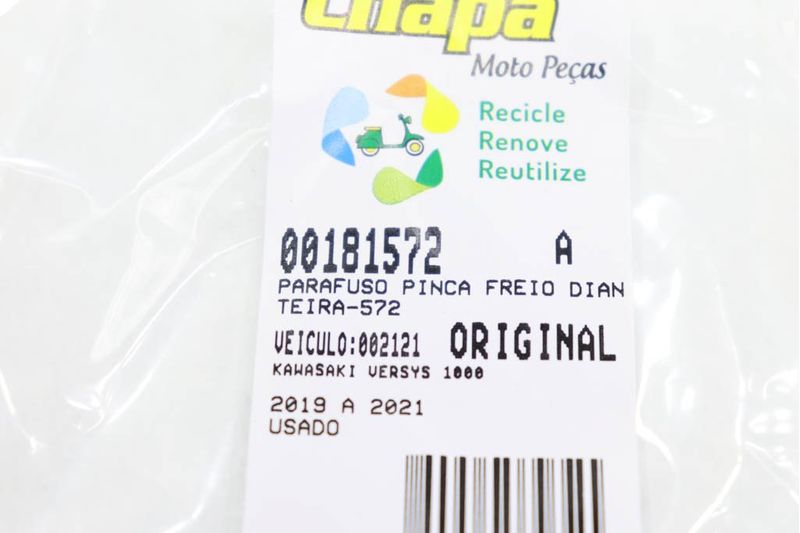 Chapa
Moto Peças
Recicle
Renove
Reutilize
00181572 A
PARAFUSO PINCA FREIO DIAN
TEIRA-572
VEICULO:002121 ORIGINAL
KAWASAKI VERSYS 1000
2019 A 2021
USADO